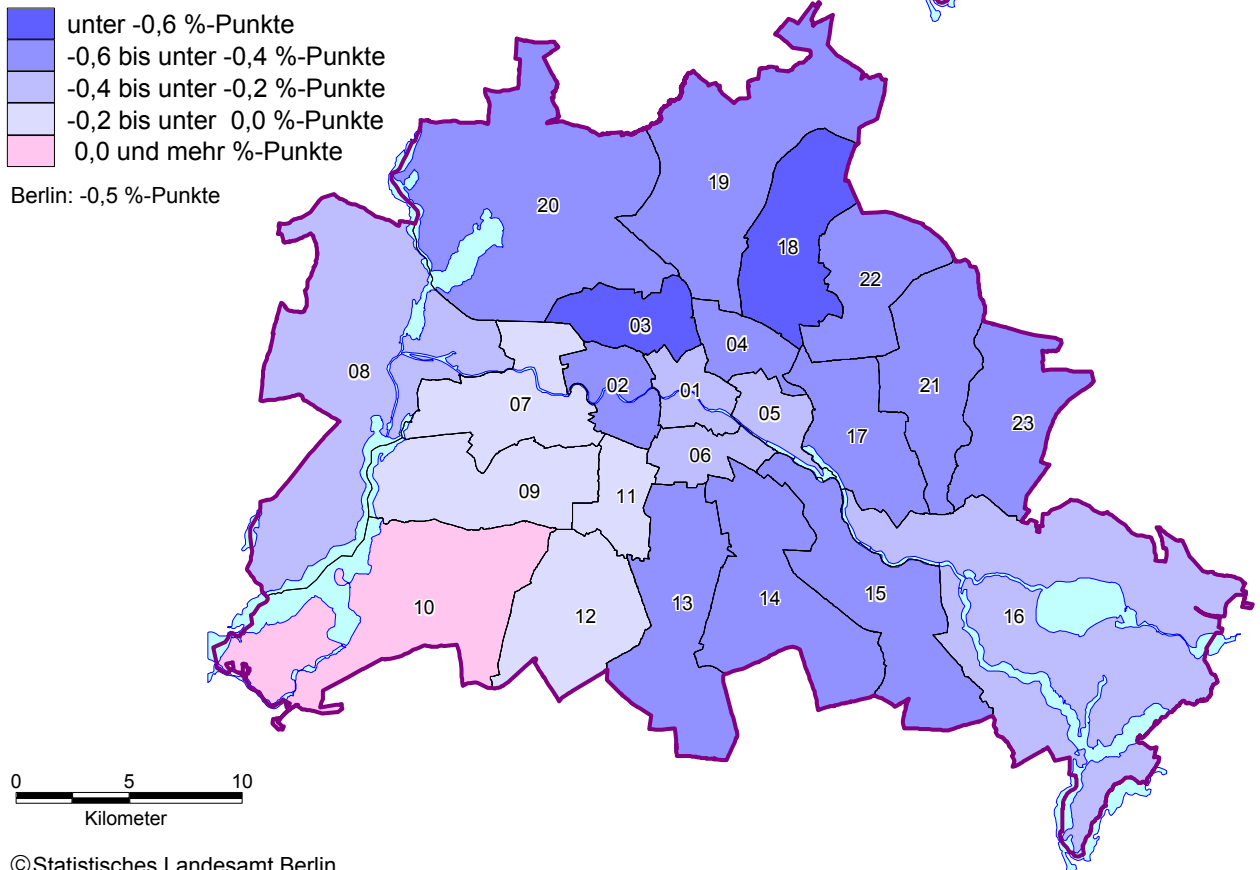 unter -0,6 %-Punkte
-0,6 bis unter -0,4 %-Punkte
-0,4 bis unter -0,2 %-Punkte
-0,2 bis unter 0,0 %-Punkte
0,0 und mehr %-Punkte
Berlin: -0,5 %-Punkte
19
20
18
22
03
04
08
02
01
21
07
05
23
17
06
09
11
15
14
13
10
12
16
0 5 10
Kilometer
©Statistisches Landesamt Berlin